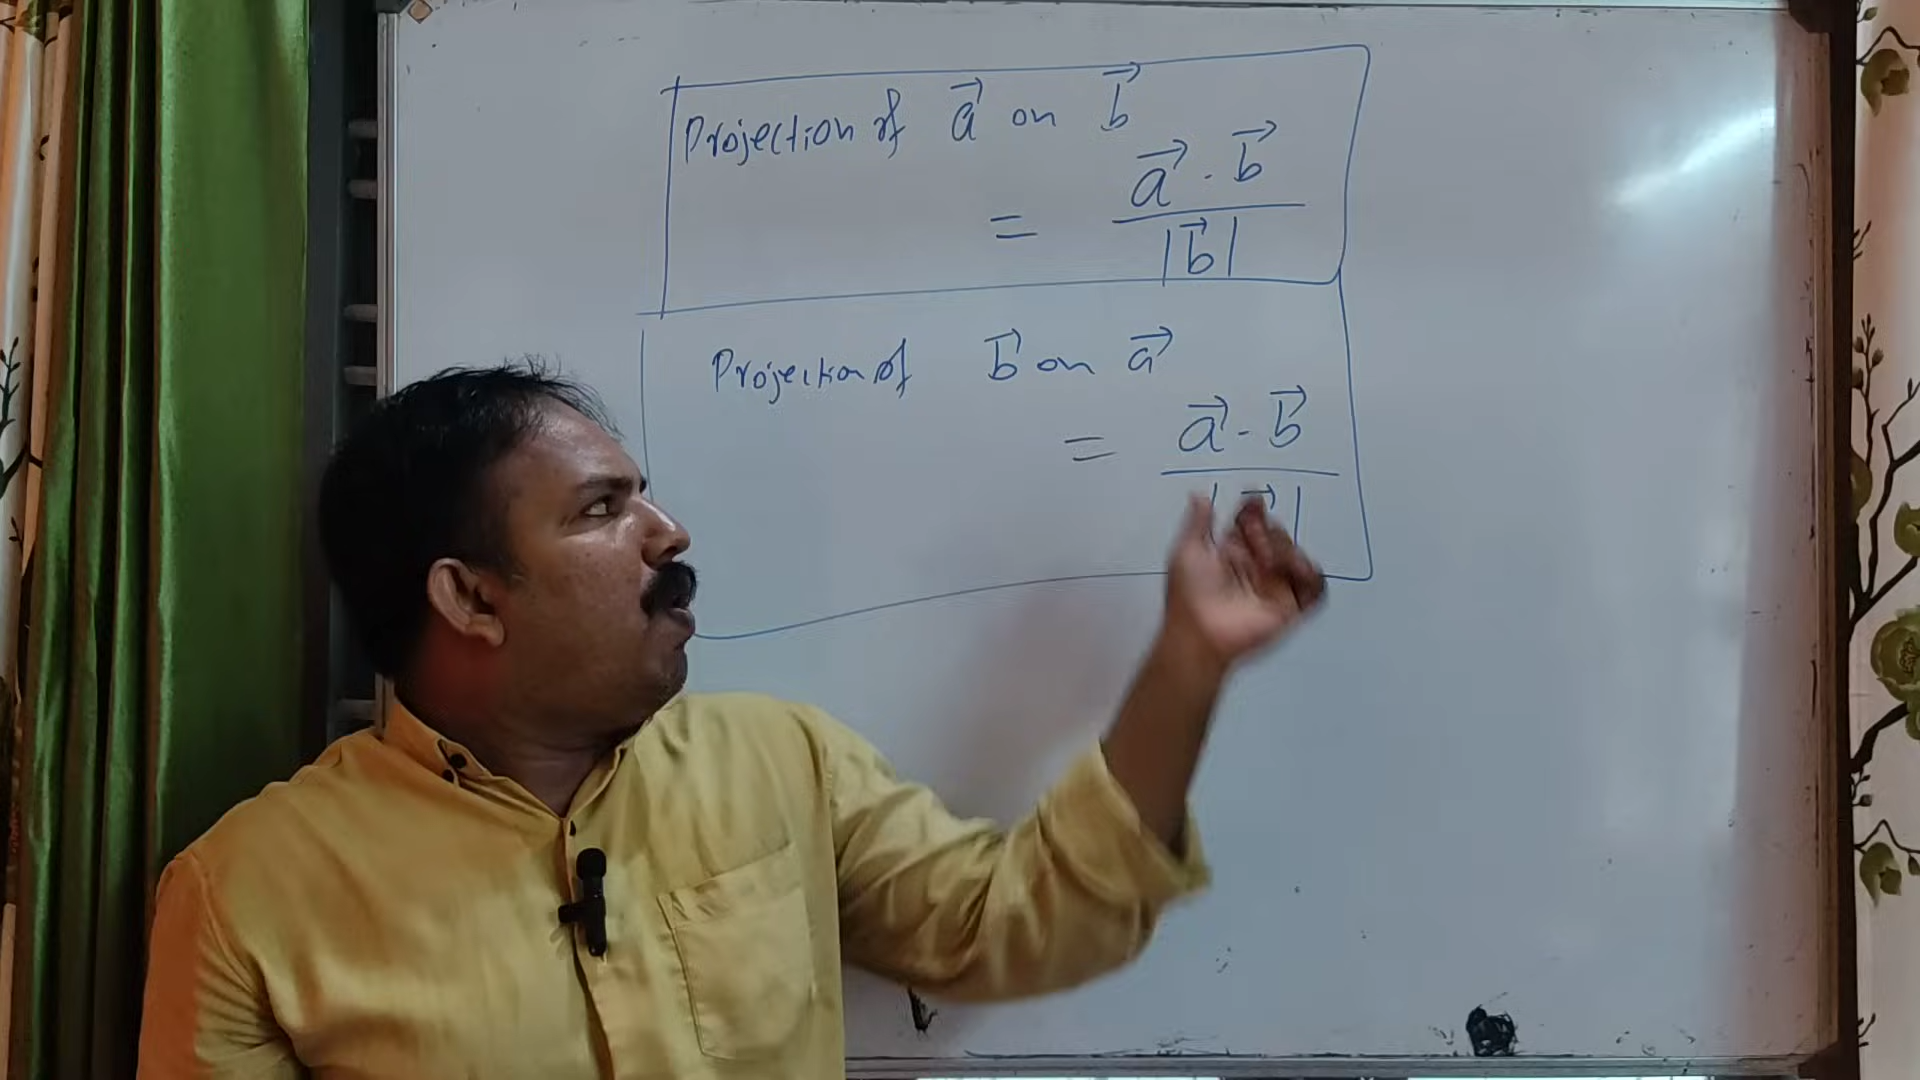 Projection of a⃗ on b⃗
= a⃗ . b⃗
|b⃗|
Projection of b⃗ on a⃗
= a⃗ . b⃗
| |